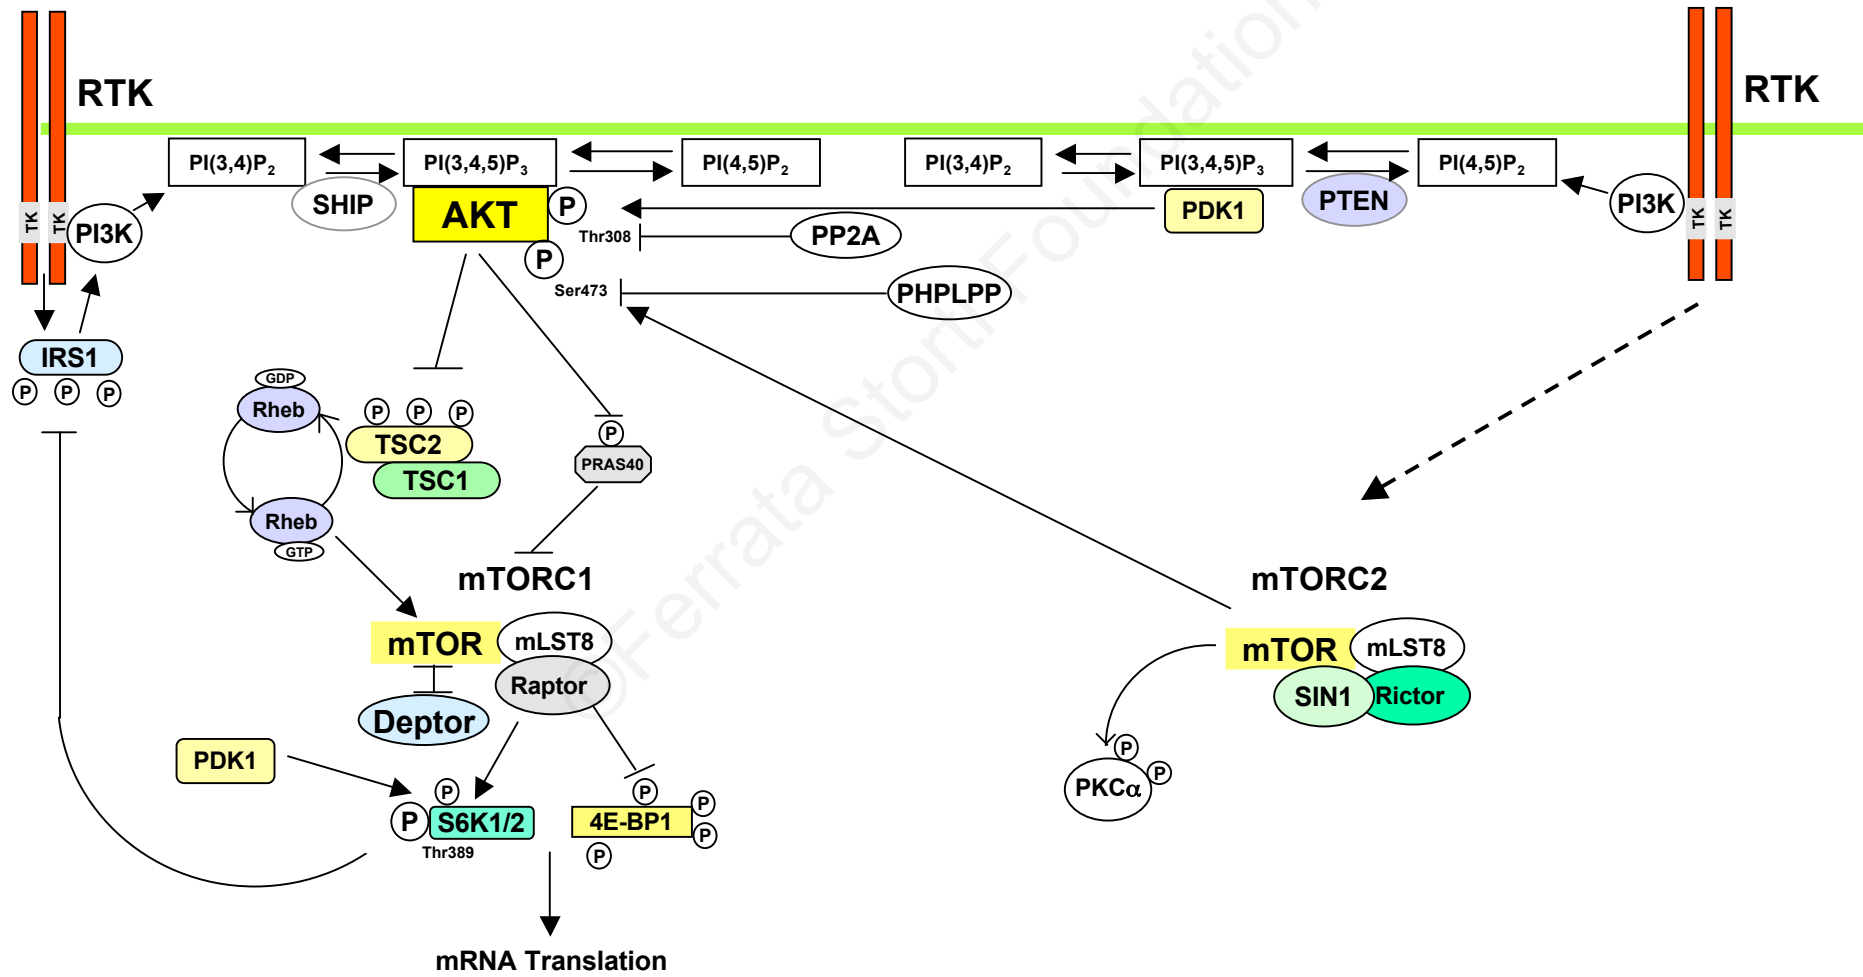 RTK
RTK
PI(3,4)P2
PI(3,4,5)P3
PI(4,5)P2
PI(3,4)P2
PI(3,4,5)P3
PI(4,5)P2
TK
TK
PI3K
SHIP
AKT
P
P
Thr308
Ser473
PP2A
PHPLPP
PDK1
PTEN
PI3K
TK
TK
IRS1
P
P
P
GDP
Rheb
P
P
P
TSC2
TSC1
P
PRAS40
Rheb
GTP
mTORC1
mTORC2
mTOR
mLST8
Raptor
Deptor
mTOR
mLST8
SIN1
Rictor
PDK1
P
P
S6K1/2
Thr389
P
P
P
P
4E-BP1
P
P
PKCα
mRNA Translation
©Ferrata Storti Foundation